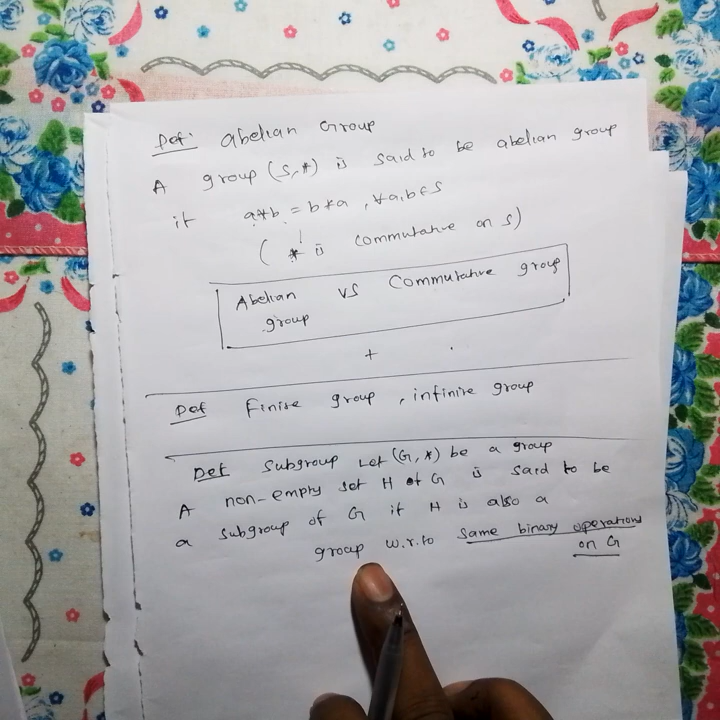 Def: abelian Group
A group (S,*) is said to be abelian group
if a*b = b*a , ∀a,b∈S
( * is commutative on S)
Abelian group VS Commutative group
+ .
Def Finite group , infinite group
Def Subgroup Let (G,*) be a group
A non-empty set H of G is said to be
a subgroup of G if H is also a
group w.r.to same binary operation
on G